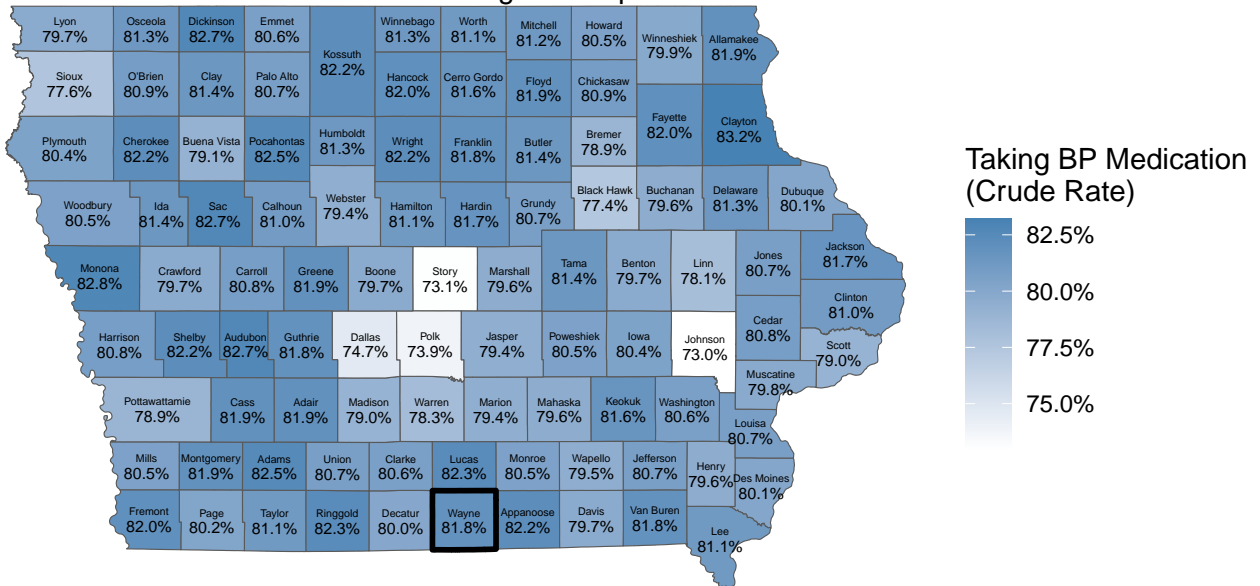 Lyon
79.7%
Osceola
81.3%
Dickinson
82.7%
Emmet
80.6%
Winnebago
81.3%
Worth
81.1%
Mitchell
81.2%
Howard
80.5%
Winneshiek
79.9%
Allamakee
81.9%
Kossuth
82.2%
Sioux
77.6%
O'Brien
80.9%
Clay
81.4%
Palo Alto
80.7%
Hancock
82.0%
Cerro Gordo
81.6%
Floyd
81.9%
Chickasaw
80.9%
Fayette
82.0%
Clayton
83.2%
Plymouth
80.4%
Cherokee
82.2%
Buena Vista
79.1%
Pocahontas
82.5%
Humboldt
81.3%
Wright
82.2%
Franklin
81.8%
Butler
81.4%
Bremer
78.9%
Woodbury
80.5%
Ida
81.4%
Sac
82.7%
Calhoun
81.0%
Webster
79.4%
Hamilton
81.1%
Hardin
81.7%
Grundy
80.7%
Black Hawk
77.4%
Buchanan
79.6%
Delaware
81.3%
Dubuque
80.1%
Monona
82.8%
Crawford
79.7%
Carroll
80.8%
Greene
81.9%
Boone
79.7%
Story
73.1%
Marshall
79.6%
Tama
81.4%
Benton
79.7%
Linn
78.1%
Jones
80.7%
Jackson
81.7%
Clinton
81.0%
Harrison
80.8%
Shelby
82.2%
Audubon
82.7%
Guthrie
81.8%
Dallas
74.7%
Polk
73.9%
Jasper
79.4%
Poweshiek
80.5%
Iowa
80.4%
Johnson
73.0%
Cedar
80.8%
Scott
79.0%
Muscatine
79.8%
Pottawattamie
78.9%
Cass
81.9%
Adair
81.9%
Madison
79.0%
Warren
78.3%
Marion
79.4%
Mahaska
79.6%
Keokuk
81.6%
Washington
80.6%
Louisa
80.7%
Mills
80.5%
Montgomery
81.9%
Adams
82.5%
Union
80.7%
Clarke
80.6%
Lucas
82.3%
Monroe
80.5%
Wapello
79.5%
Jefferson
80.7%
Henry
79.6%
Des Moines
80.1%
Fremont
82.0%
Page
80.2%
Taylor
81.1%
Ringgold
82.3%
Decatur
80.0%
Wayne
81.8%
Appanoose
82.2%
Davis
79.7%
Van Buren
81.8%
Lee
81.1%
Taking BP Medication
(Crude Rate)
82.5%
80.0%
77.5%
75.0%